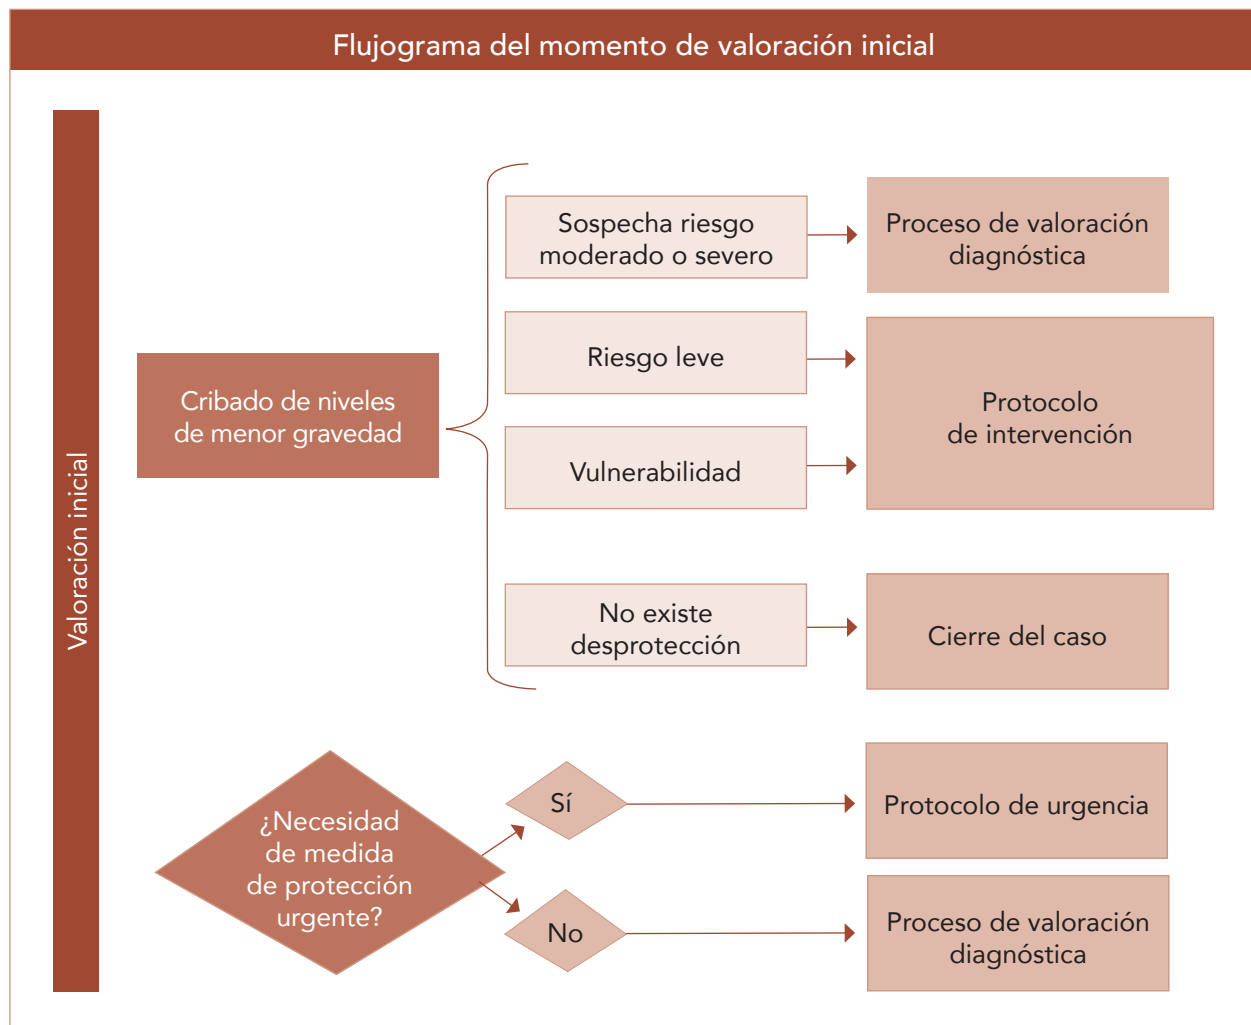 Flujograma del momento de valoración inicial
Valoración inicial
Cribado de niveles
de menor gravedad
Sospecha riesgo
moderado o severo
Proceso de valoración
diagnóstica
Riesgo leve
Vulnerabilidad
Protocolo
de intervención
No existe
desprotección
Cierre del caso
¿Necesidad
de medida
de protección
urgente?
Sí
Protocolo de urgencia
No
Proceso de valoración
diagnóstica